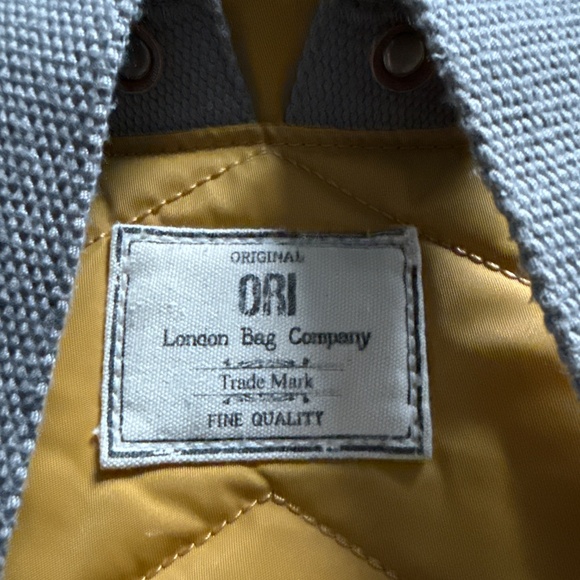 ORIGINAL
ORI
London Bag Company
Trade Mark
FINE QUALITY